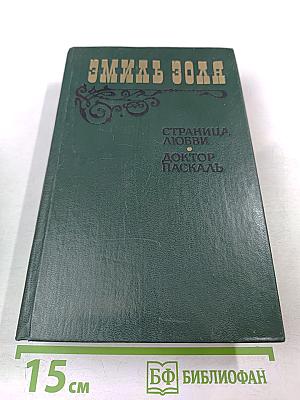 ЭМИЛЬ ЗОЛЯ
СТРАНИЦА
ЛЮБВИ
ДОКТОР
ПАСКАЛЬ
15 см
БФ БИБЛИОФАН